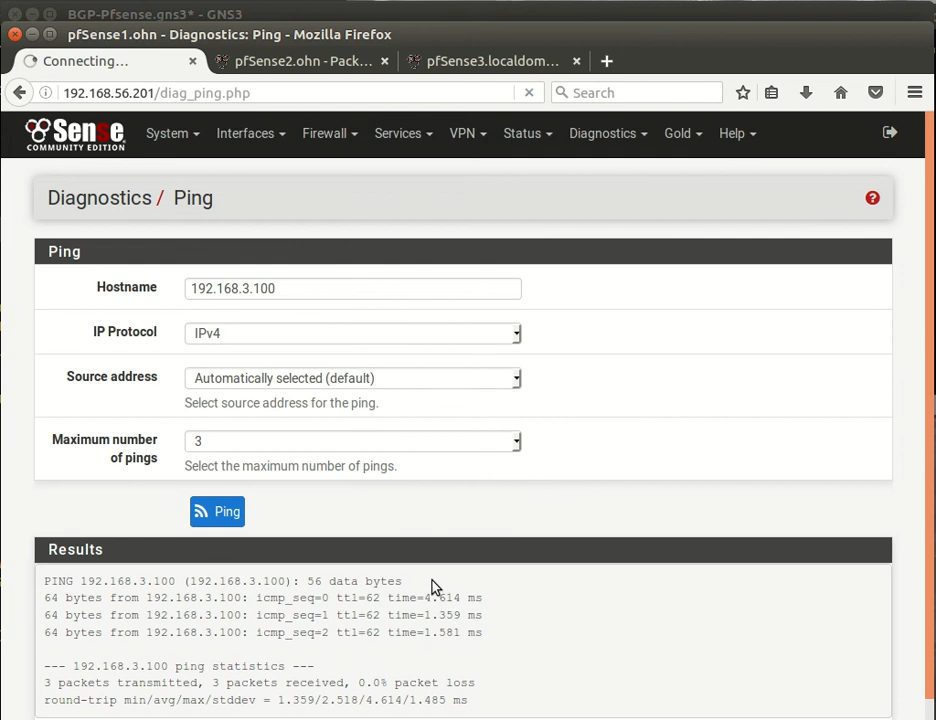 BGP-Pfsense.gns3* - GNS3
pfSense1.ohn - Diagnostics: Ping - Mozilla Firefox
Connecting... pfSense2.ohn - Pack... pfSense3.localdom...
192.168.56.201/diag_ping.php Search
Sense System Interfaces Firewall Services VPN Status Diagnostics Gold Help
COMMUNITY EDITION
Diagnostics / Ping
Ping
Hostname 192.168.3.100
IP Protocol IPv4
Source address Automatically selected (default)
Select source address for the ping.
Maximum number 3
of pings Select the maximum number of pings.
Ping
Results
PING 192.168.3.100 (192.168.3.100): 56 data bytes
64 bytes from 192.168.3.100: icmp_seq=0 ttl=62 time=4.614 ms
64 bytes from 192.168.3.100: icmp_seq=1 ttl=62 time=1.359 ms
64 bytes from 192.168.3.100: icmp_seq=2 ttl=62 time=1.581 ms
--- 192.168.3.100 ping statistics ---
3 packets transmitted, 3 packets received, 0.0% packet loss
round-trip min/avg/max/stddev = 1.359/2.518/4.614/1.485 ms